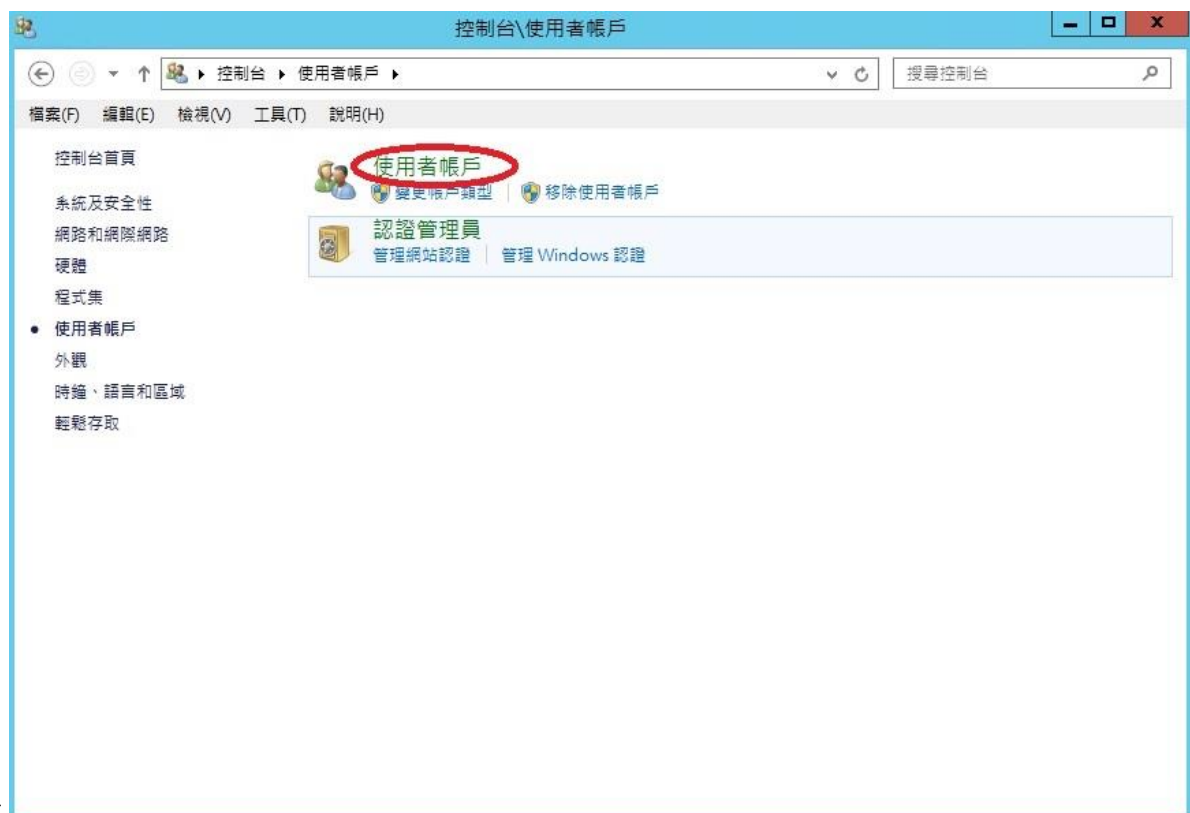 控制台\使用者帳戶
控制台 使用者帳戶
搜尋控制台
檔案(F) 編輯(E) 檢視(V) 工具(T) 說明(H)
控制台首頁
系統及安全性
網路和網際網路
硬體
程式集
使用者帳戶
外觀
時鐘、語言和區域
輕鬆存取
使用者帳戶
變更帳戶類型 移除使用者帳戶
認證管理員
管理網站認證 管理 Windows 認證